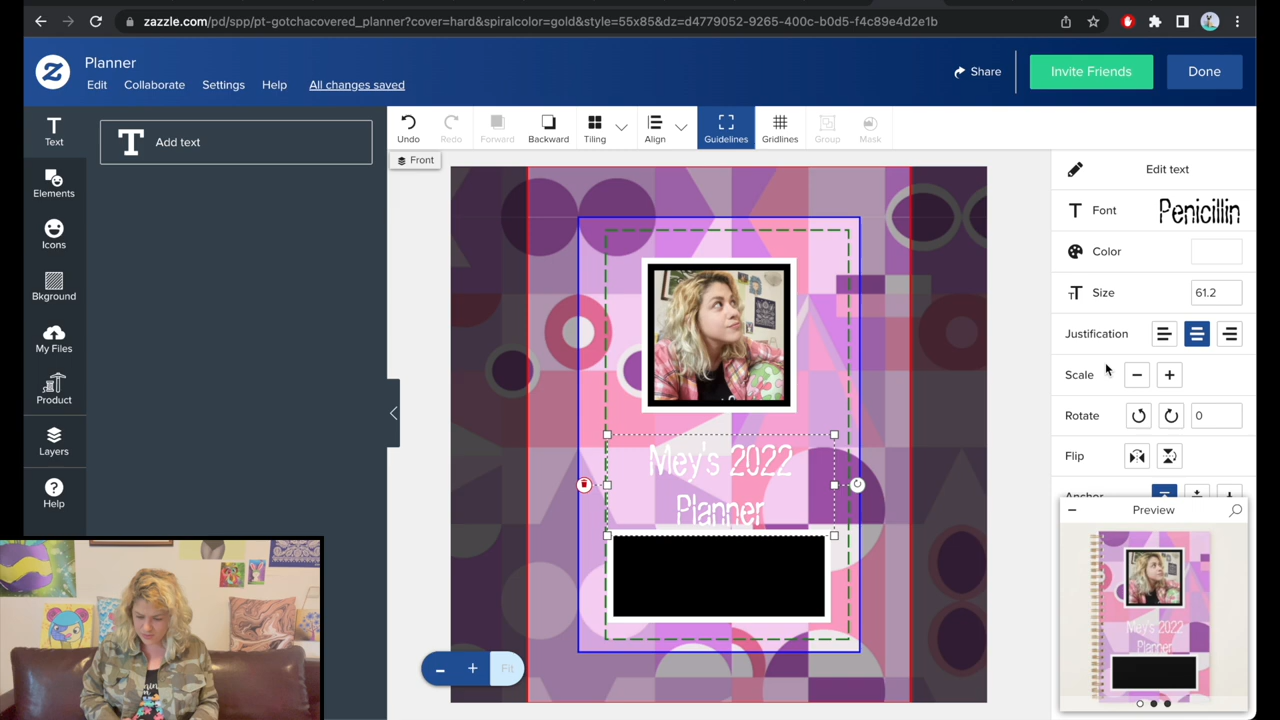 zazzle.com/pd/spp/pt-gotchacovered_planner?cover=hard&spiralcolor=gold&style=55x85&dz=d4779052-9265-400c-b0d5-f4c89e4d2e1b
Planner
Edit Collaborate Settings Help All changes saved
Share Invite Friends Done
Text
Elements
Icons
Bkground
My Files
Product
Layers
Help
Add text
Undo Redo Forward Backward Tiling Align Guidelines Gridlines Group Mask
Front
Mey's 2022
Planner
Fit
Edit text
Font Penicillin
Color
Size 61.2
Justification
Scale
Rotate 0
Flip
Anchor
Preview
Mey's 2022
Planner